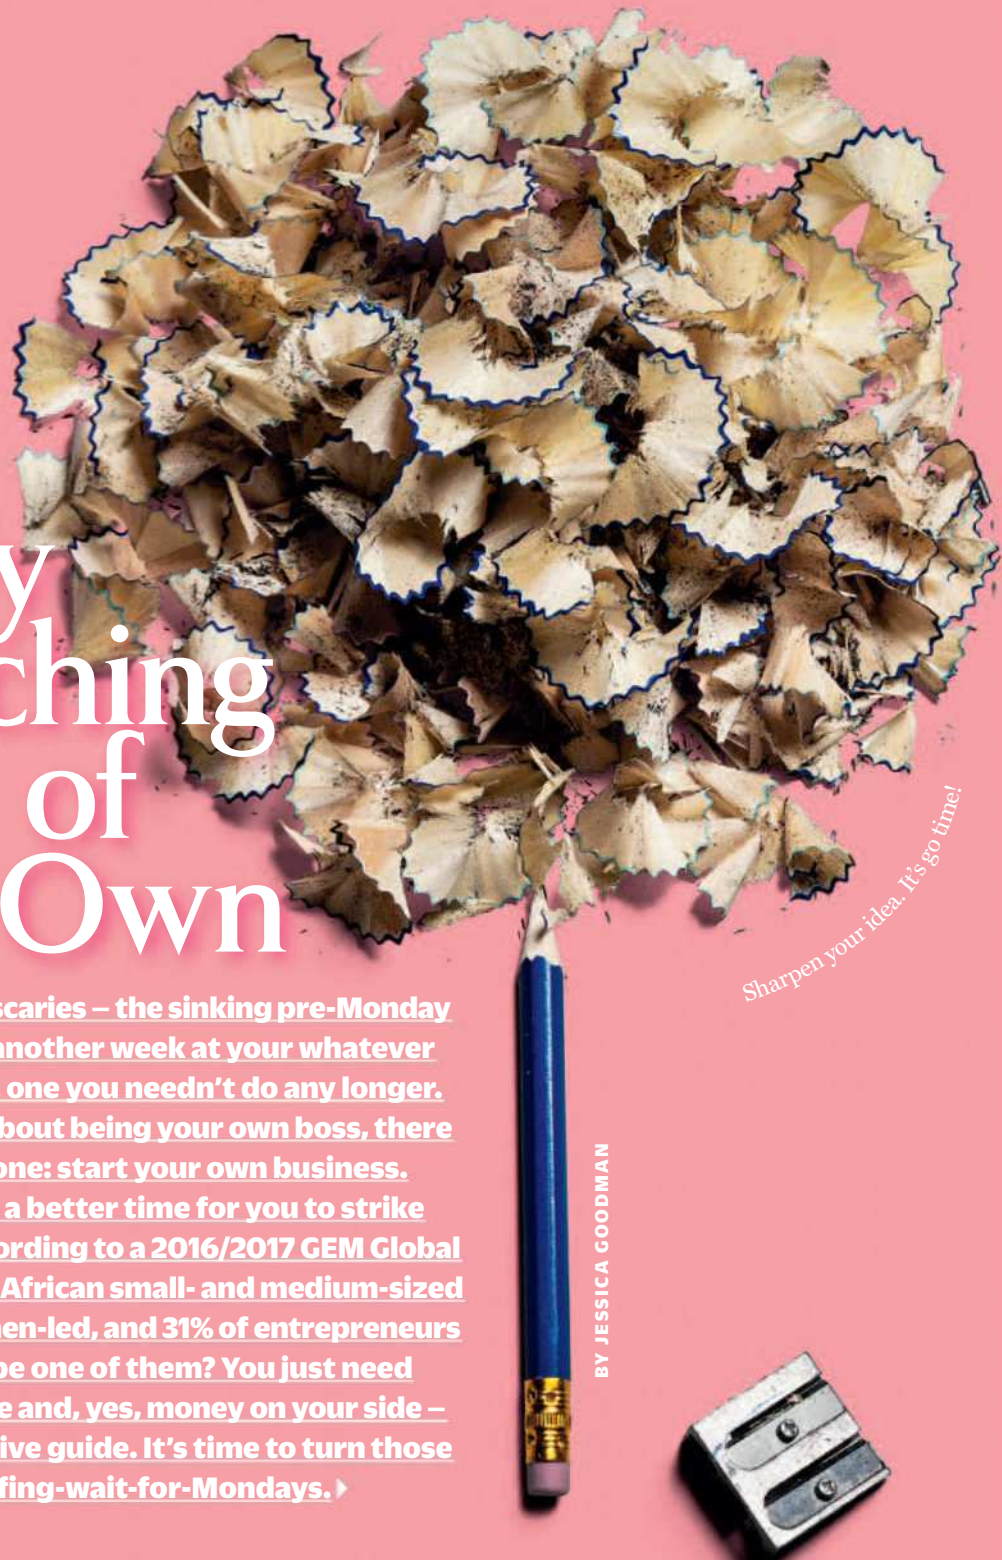 y
ching
of
Own
scaries – the sinking pre-Monday
another week at your whatever
one you needn't do any longer.
bout being your own boss, there
one: start your own business.
a better time for you to strike
ording to a 2016/2017 GEM Global
African small- and medium-sized
en-led, and 31% of entrepreneurs
be one of them? You just need
e and, yes, money on your side –
ive guide. It's time to turn those
fing-wait-for-Mondays.
BY JESSICA GOODMAN
Sharpen your idea. It's go time!